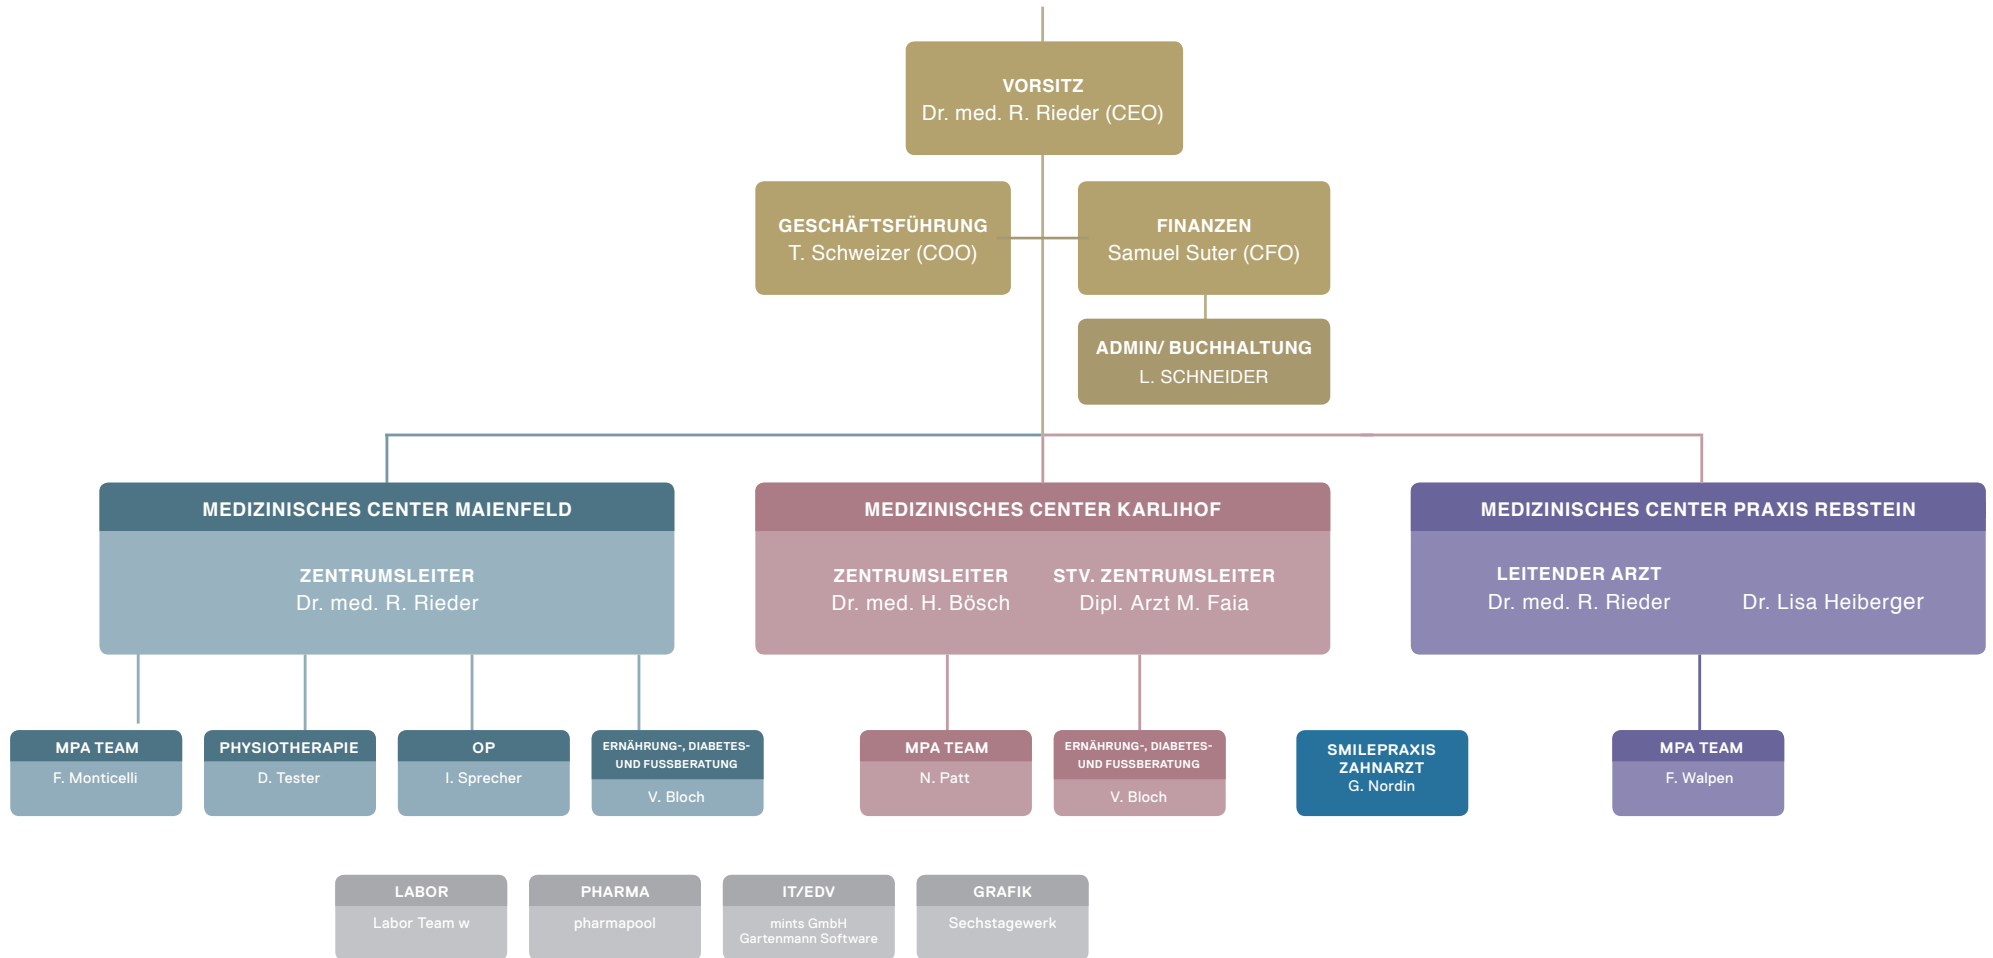 VORSITZ
Dr. med. R. Rieder (CEO)
GESCHÄFTSFÜHRUNG
T. Schweizer (COO)
FINANZEN
Samuel Suter (CFO)
ADMIN/ BUCHHALTUNG
L. SCHNEIDER
MEDIZINISCHES CENTER MAIENFELD
ZENTRUMSLEITER
Dr. med. R. Rieder
MEDIZINISCHES CENTER KARLIHOF
ZENTRUMSLEITER
Dr. med. H. Bösch
STV. ZENTRUMSLEITER
Dipl. Arzt M. Faia
MEDIZINISCHES CENTER PRAXIS REBSTEIN
LEITENDER ARZT
Dr. med. R. Rieder
Dr. Lisa Heiberger
MPA TEAM
F. Monticelli
PHYSIOTHERAPIE
D. Tester
OP
I. Sprecher
ERNÄHRUNG-, DIABETES-
UND FUSSBERATUNG
V. Bloch
MPA TEAM
N. Patt
ERNÄHRUNG-, DIABETES-
UND FUSSBERATUNG
V. Bloch
SMILEPRAXIS
ZAHNARZT
G. Nordin
MPA TEAM
F. Walpen
LABOR
Labor Team w
PHARMA
pharmapool
IT/EDV
mints GmbH
Gartenmann Software
GRAFIK
Sechstagewerk